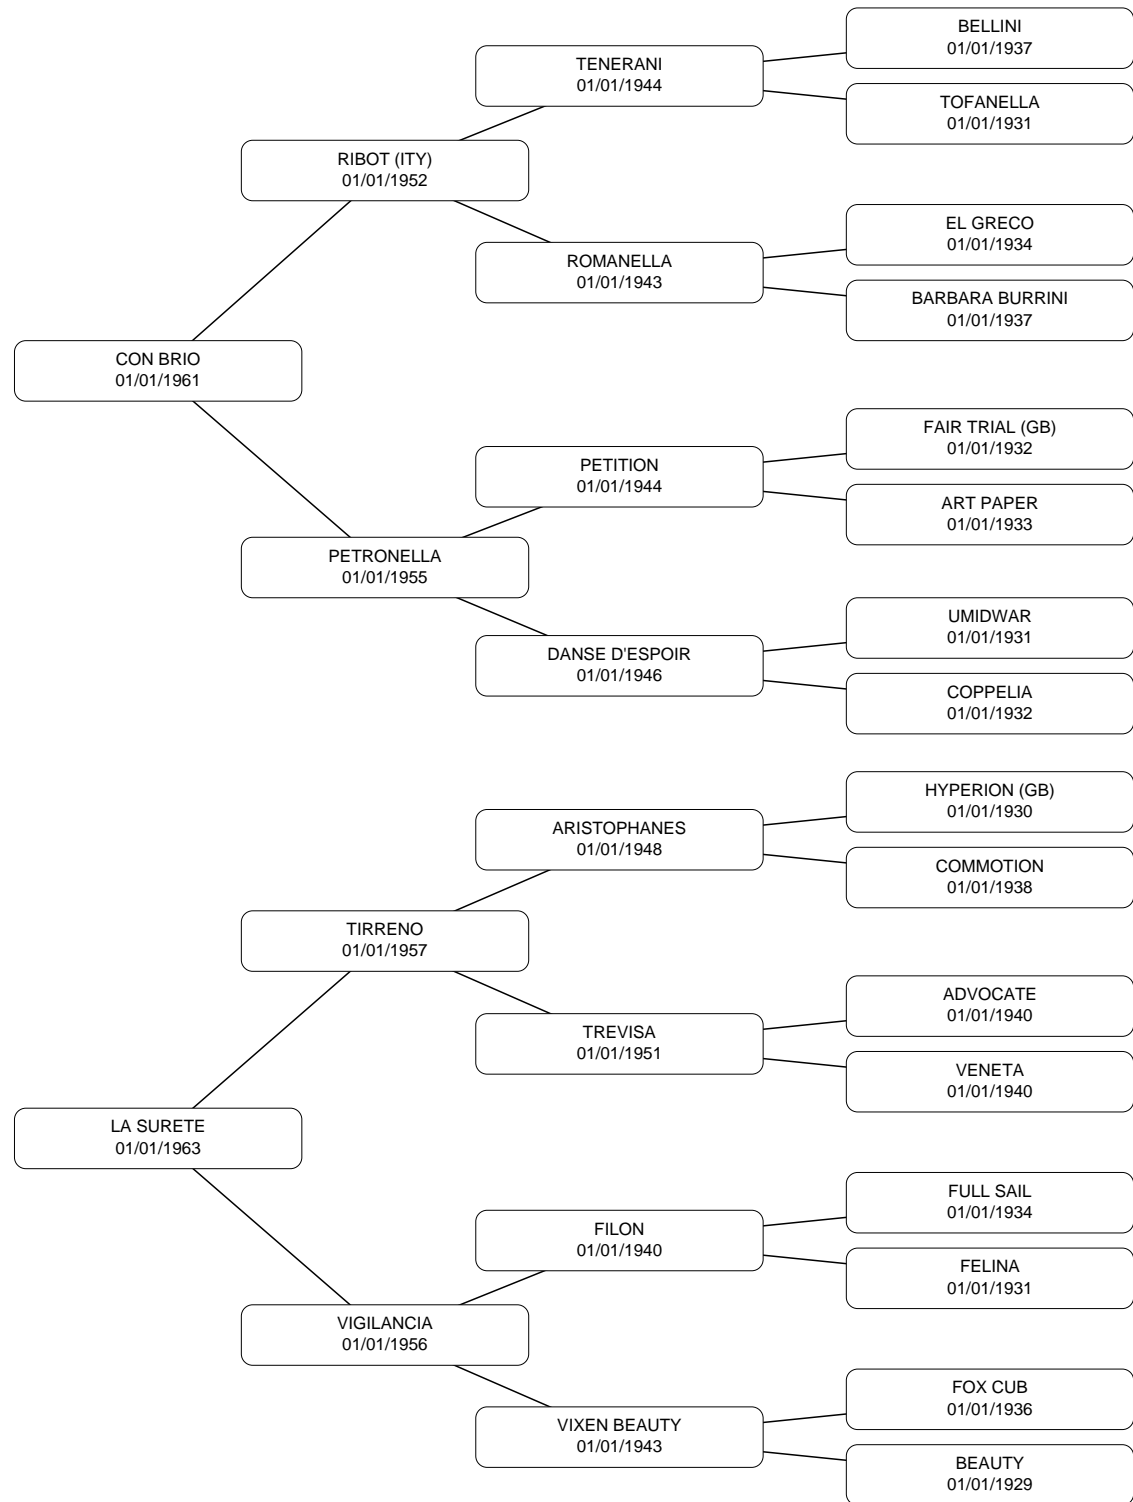 BELLINI
01/01/1937
TENERANI
01/01/1944
TOFANELLA
01/01/1931
RIBOT (ITY)
01/01/1952
EL GRECO
01/01/1934
ROMANELLA
01/01/1943
BARBARA BURRINI
01/01/1937
CON BRIO
01/01/1961
FAIR TRIAL (GB)
01/01/1932
PETITION
01/01/1944
ART PAPER
01/01/1933
PETRONELLA
01/01/1955
UMIDWAR
01/01/1931
DANSE D'ESPOIR
01/01/1946
COPPELIA
01/01/1932
HYPERION (GB)
01/01/1930
ARISTOPHANES
01/01/1948
COMMOTION
01/01/1938
TIRRENO
01/01/1957
ADVOCATE
01/01/1940
TREVISA
01/01/1951
VENETA
01/01/1940
LA SURETE
01/01/1963
FULL SAIL
01/01/1934
FILON
01/01/1940
FELINA
01/01/1931
VIGILANCIA
01/01/1956
FOX CUB
01/01/1936
VIXEN BEAUTY
01/01/1943
BEAUTY
01/01/1929